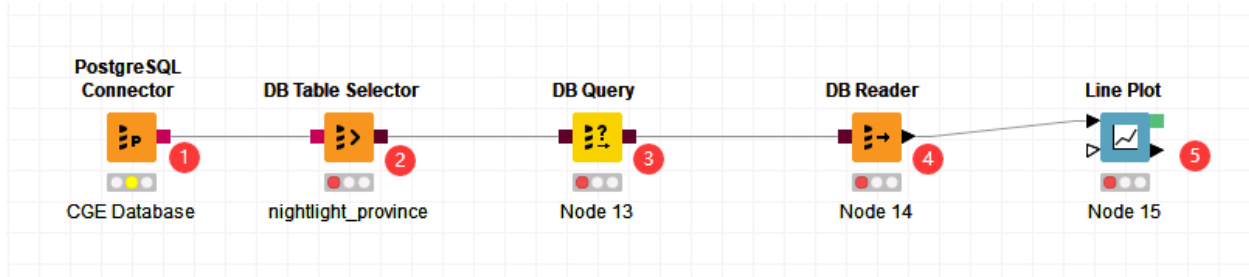 PostgreSQL
Connector
DB Table Selector
DB Query
DB Reader
Line Plot
P
?
1
2
3
4
5
CGE Database
nightlight_province
Node 13
Node 14
Node 15